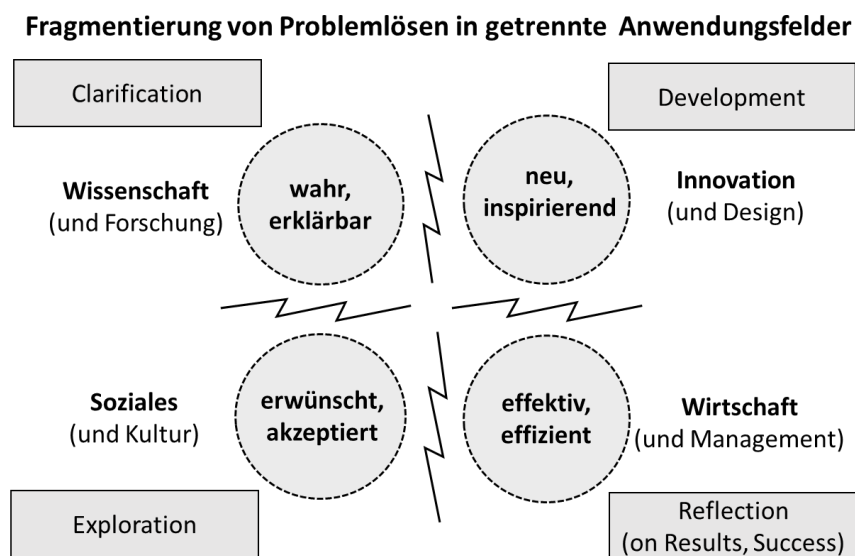 Fragmentierung von Problemlösen in getrennte Anwendungsfelder
Clarification
Development
Wissenschaft
(und Forschung)
wahr,
erklärbar
neu,
inspirierend
Innovation
(und Design)
Soziales
(und Kultur)
erwünscht,
akzeptiert
effektiv,
effizient
Wirtschaft
(und Management)
Exploration
Reflection
(on Results, Success)